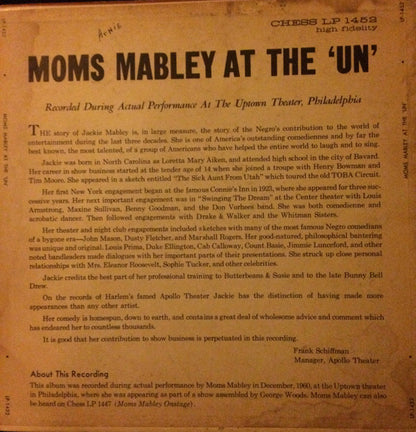 Achie
CHESS LP 1452
high fidelity
MOMS MABLEY AT THE 'UN'
Recorded During Actual Performance At The Uptown Theater, Philadelphia
THE story of Jackie Mabley is, in large measure, the story of the Negro's contribution to the world of
entertainment during the last three decades. She is one of America's outstanding comediennes and by far the
best known, the most talented, of a group of Americans who have helped the entire world to laugh and to sing.
Jackie was born in North Carolina as Loretta Mary Aiken, and attended high school in the city of Bavard.
Her career in show business started at the tender age of 14 when she joined a troupe with Henry Bowman and
Tim Moore. She appeared in a sketch entitled "The Sick Aunt From Utah" which toured the old TOBA Circuit.
Her first New York engagement began at the famous Connie's Inn in 1923, where she appeared for three suc-
cessive years. Her next important engagement was in "Swinging The Dream" at the Center theater with Louis
Armstrong, Maxine Sullivan, Benny Goodman, and the Don Vorhees band. She was both comedienne and
acrobatic dancer. Then followed engagements with Drake & Walker and the Whitman Sisters.
Her theater and night club engagements included sketches with many of the most famous Negro comedians
of a bygone era—John Mason, Dusty Fletcher, and Marshall Rogers. Her good-natured, philosophical bantering
was unique and original. Louis Prima, Duke Ellington, Cab Calloway, Count Basie, Jimmie Lunceford, and other
noted bandleaders made dialogues with her important parts of their presentations. She struck up close personal
relationships with Mrs. Eleanor Roosevelt, Sophie Tucker, and other celebrities.
Jackie credits the best part of her professional training to Butterbeans & Susie and to the late Bunny Bell
Drew.
On the records of Harlem's famed Apollo Theater Jackie has the distinction of having made more
appearances than any other artist.
Her comedy is homespun, down to earth, and contains a great deal of wholesome advice and comment which
has endeared her to countless thousands.
It is good that her contribution to show business is perpetuated in this recording.
Frank Schiffman
Manager, Apollo Theater
About This Recording
This album was recorded during actual performance by Moms Mabley in December, 1960, at the Uptown theater
in Philadelphia, where she was appearing as part of a show assembled by George Woods. Moms Mabley can also
be heard on Chess LP 1447 (Moms Mabley Onstage).
LP-1452
MOMS MABLEY AT THE 'UN'
LP-1452
LP-1452
MOMS MABLEY AT THE 'UN'
LP-1452